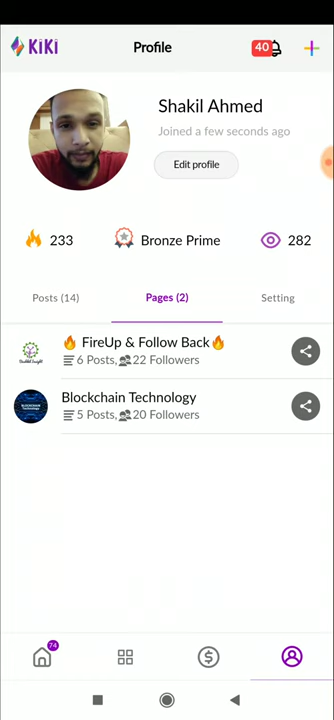 KiKi
Profile
40
Shakil Ahmed
Joined a few seconds ago
Edit profile
🔥 233
Bronze Prime
282
Posts (14)
Pages (2)
Setting
🔥 FireUp & Follow Back🔥
6 Posts, 22 Followers
Blockchain Technology
5 Posts, 20 Followers
BLOCKCHAIN
74